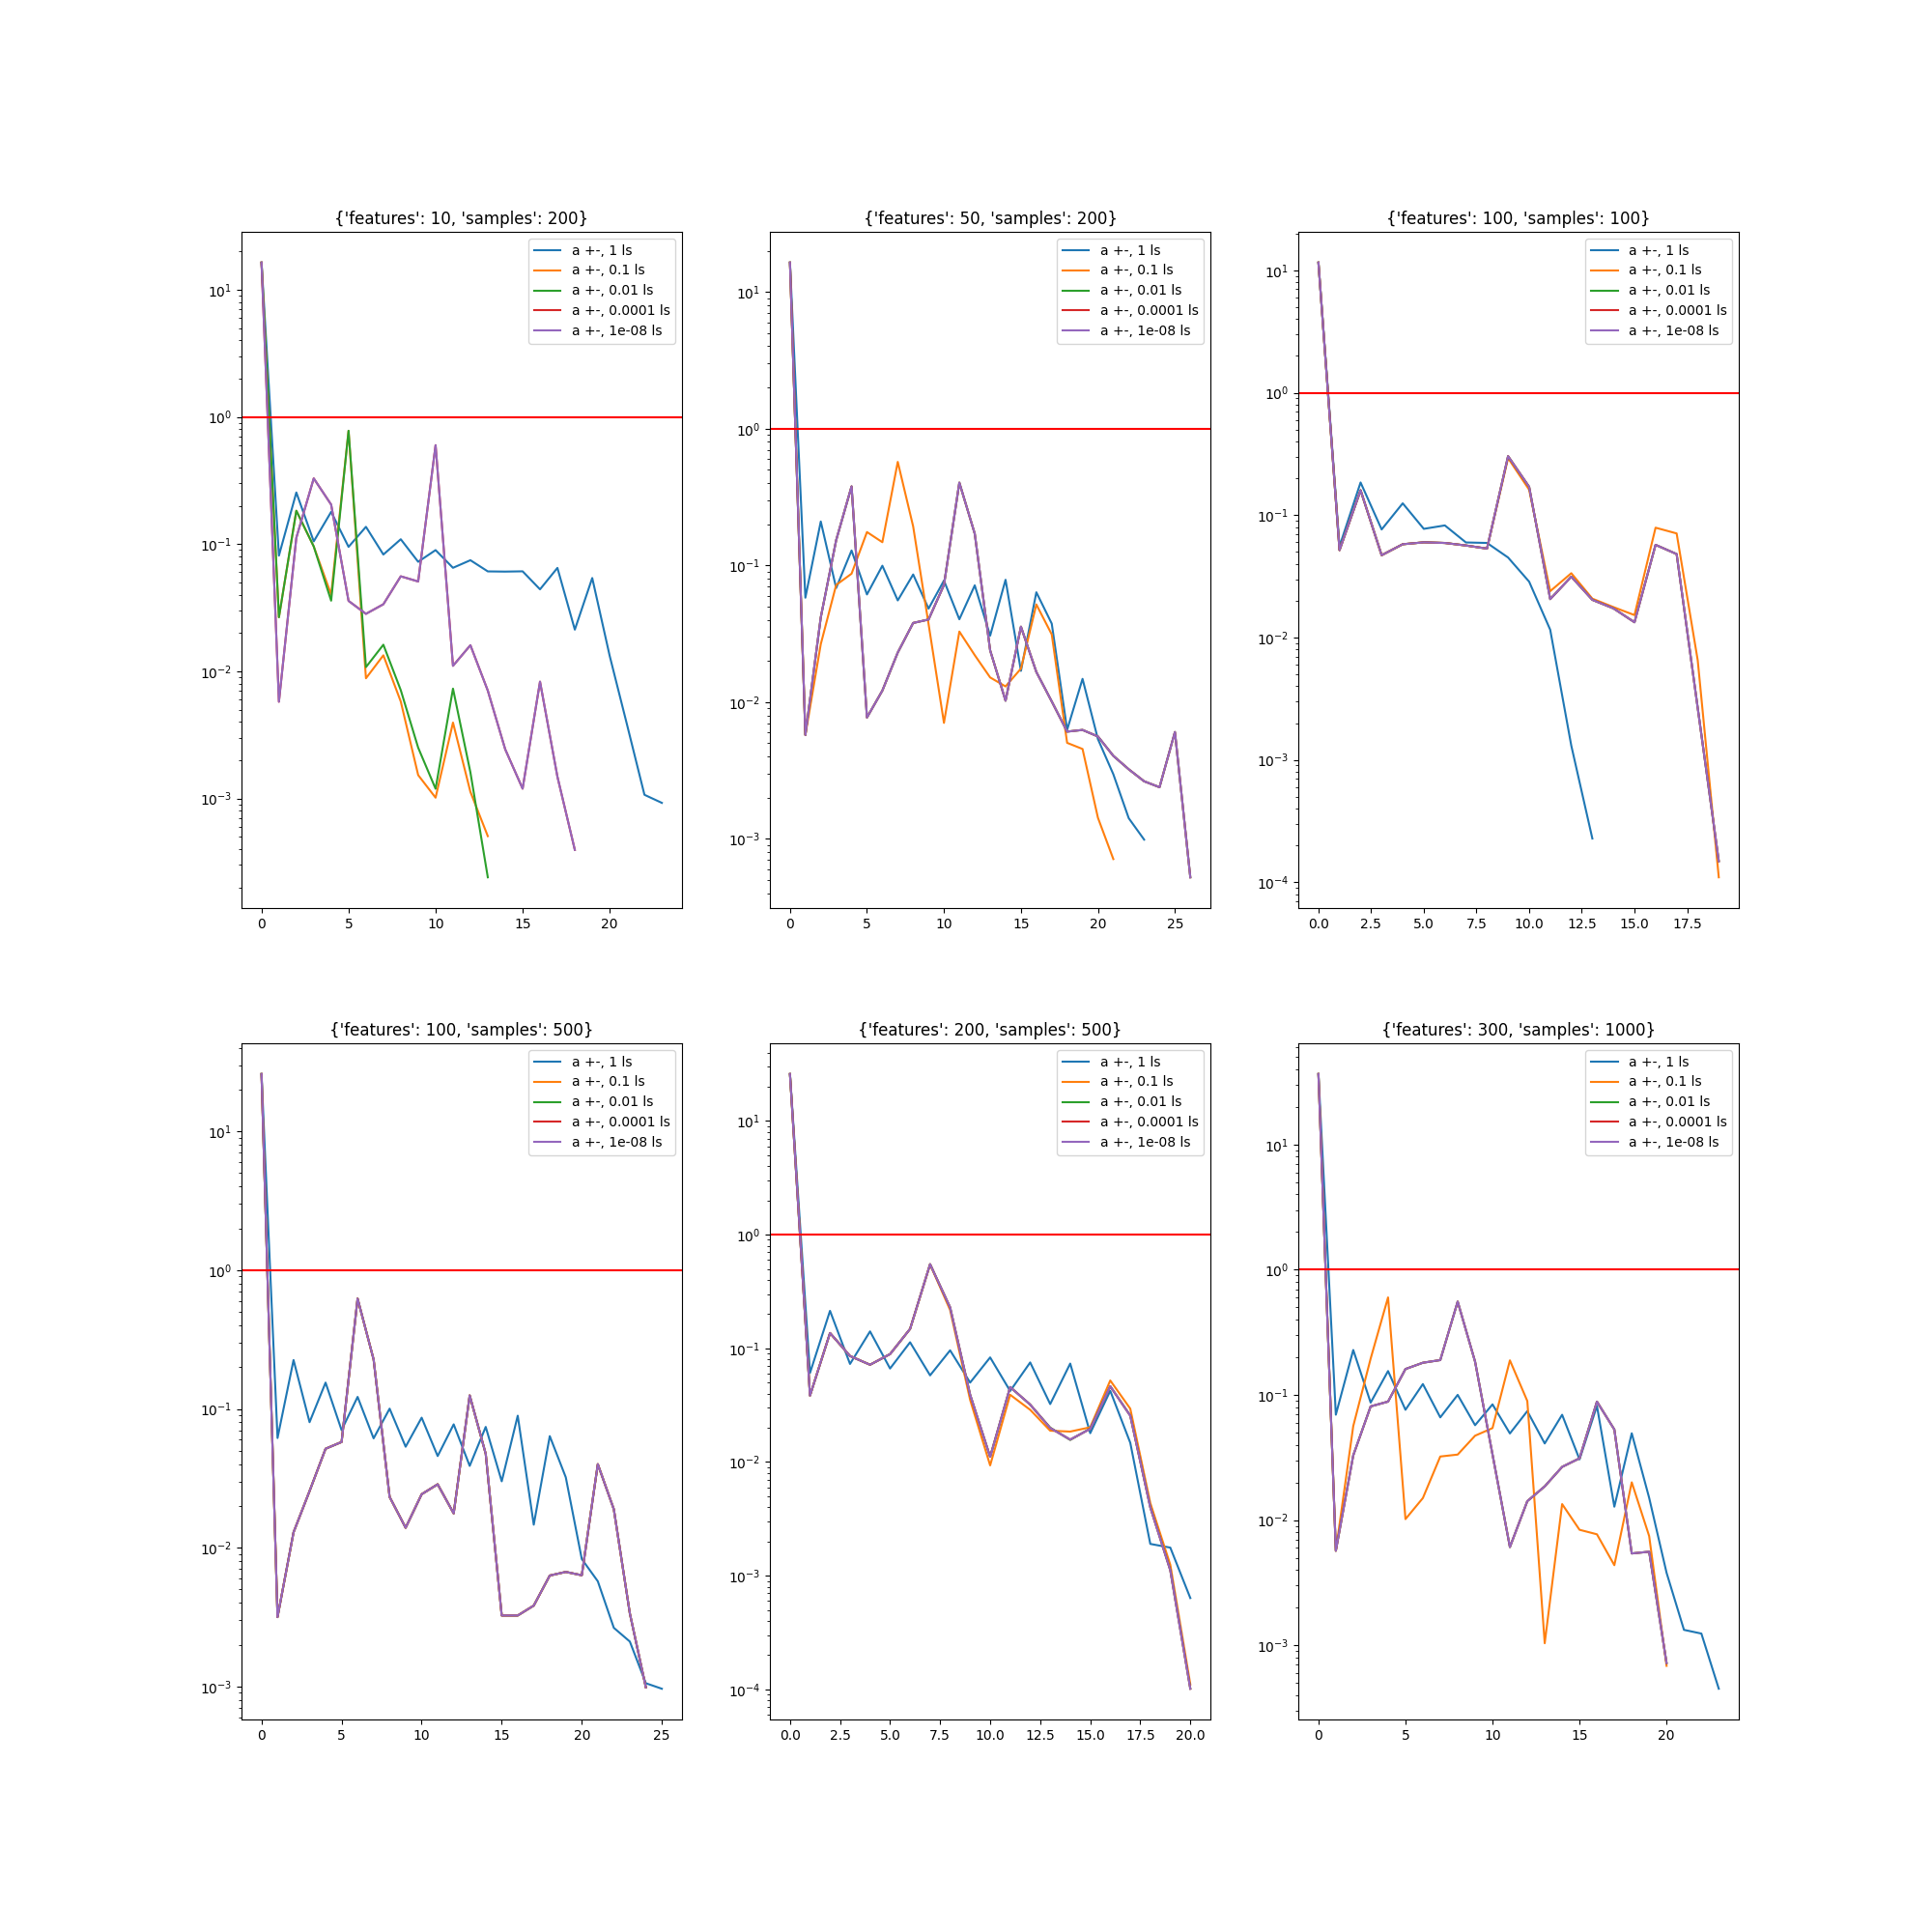 {'features': 10, 'samples': 200}
a +-, 1 ls
a +-, 0.1 ls
a +-, 0.01 ls
a +-, 0.0001 ls
a +-, 1e-08 ls
10^1
10^0
10^-1
10^-2
10^-3
0 5 10 15 20
{'features': 50, 'samples': 200}
a +-, 1 ls
a +-, 0.1 ls
a +-, 0.01 ls
a +-, 0.0001 ls
a +-, 1e-08 ls
10^1
10^0
10^-1
10^-2
10^-3
0 5 10 15 20 25
{'features': 100, 'samples': 100}
a +-, 1 ls
a +-, 0.1 ls
a +-, 0.01 ls
a +-, 0.0001 ls
a +-, 1e-08 ls
10^1
10^0
10^-1
10^-2
10^-3
10^-4
0.0 2.5 5.0 7.5 10.0 12.5 15.0 17.5
{'features': 100, 'samples': 500}
a +-, 1 ls
a +-, 0.1 ls
a +-, 0.01 ls
a +-, 0.0001 ls
a +-, 1e-08 ls
10^1
10^0
10^-1
10^-2
10^-3
0 5 10 15 20 25
{'features': 200, 'samples': 500}
a +-, 1 ls
a +-, 0.1 ls
a +-, 0.01 ls
a +-, 0.0001 ls
a +-, 1e-08 ls
10^1
10^0
10^-1
10^-2
10^-3
10^-4
0.0 2.5 5.0 7.5 10.0 12.5 15.0 17.5 20.0
{'features': 300, 'samples': 1000}
a +-, 1 ls
a +-, 0.1 ls
a +-, 0.01 ls
a +-, 0.0001 ls
a +-, 1e-08 ls
10^1
10^0
10^-1
10^-2
10^-3
0 5 10 15 20